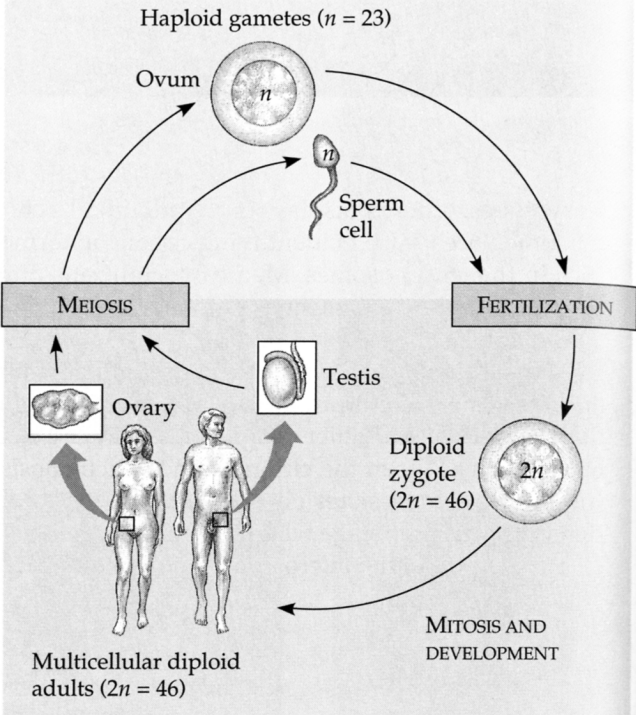 Haploid gametes (n = 23)
Ovum
n
n
Sperm
cell
MEIOSIS
FERTILIZATION
Testis
Ovary
Diploid
zygote
(2n = 46)
2n
MITOSIS AND
DEVELOPMENT
Multicellular diploid
adults (2n = 46)